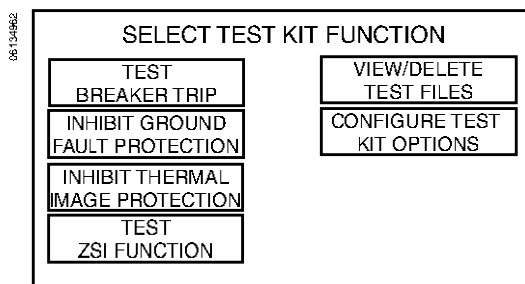 06134962
SELECT TEST KIT FUNCTION
TEST
BREAKER TRIP
INHIBIT GROUND
FAULT PROTECTION
INHIBIT THERMAL
IMAGE PROTECTION
TEST
ZSI FUNCTION
VIEW/DELETE
TEST FILES
CONFIGURE TEST
KIT OPTIONS